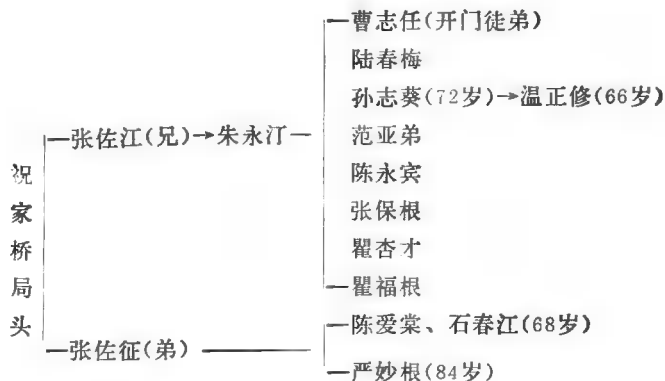 祝家桥局头
张佐江(兄)→朱永汀
曹志任(开门徒弟)
陆春梅
孙志葵(72岁)→温正修(66岁)
范亚弟
陈永宾
张保根
瞿杏才
瞿福根
张佐征(弟)
陈爱棠、石春江(68岁)
严妙根(84岁)